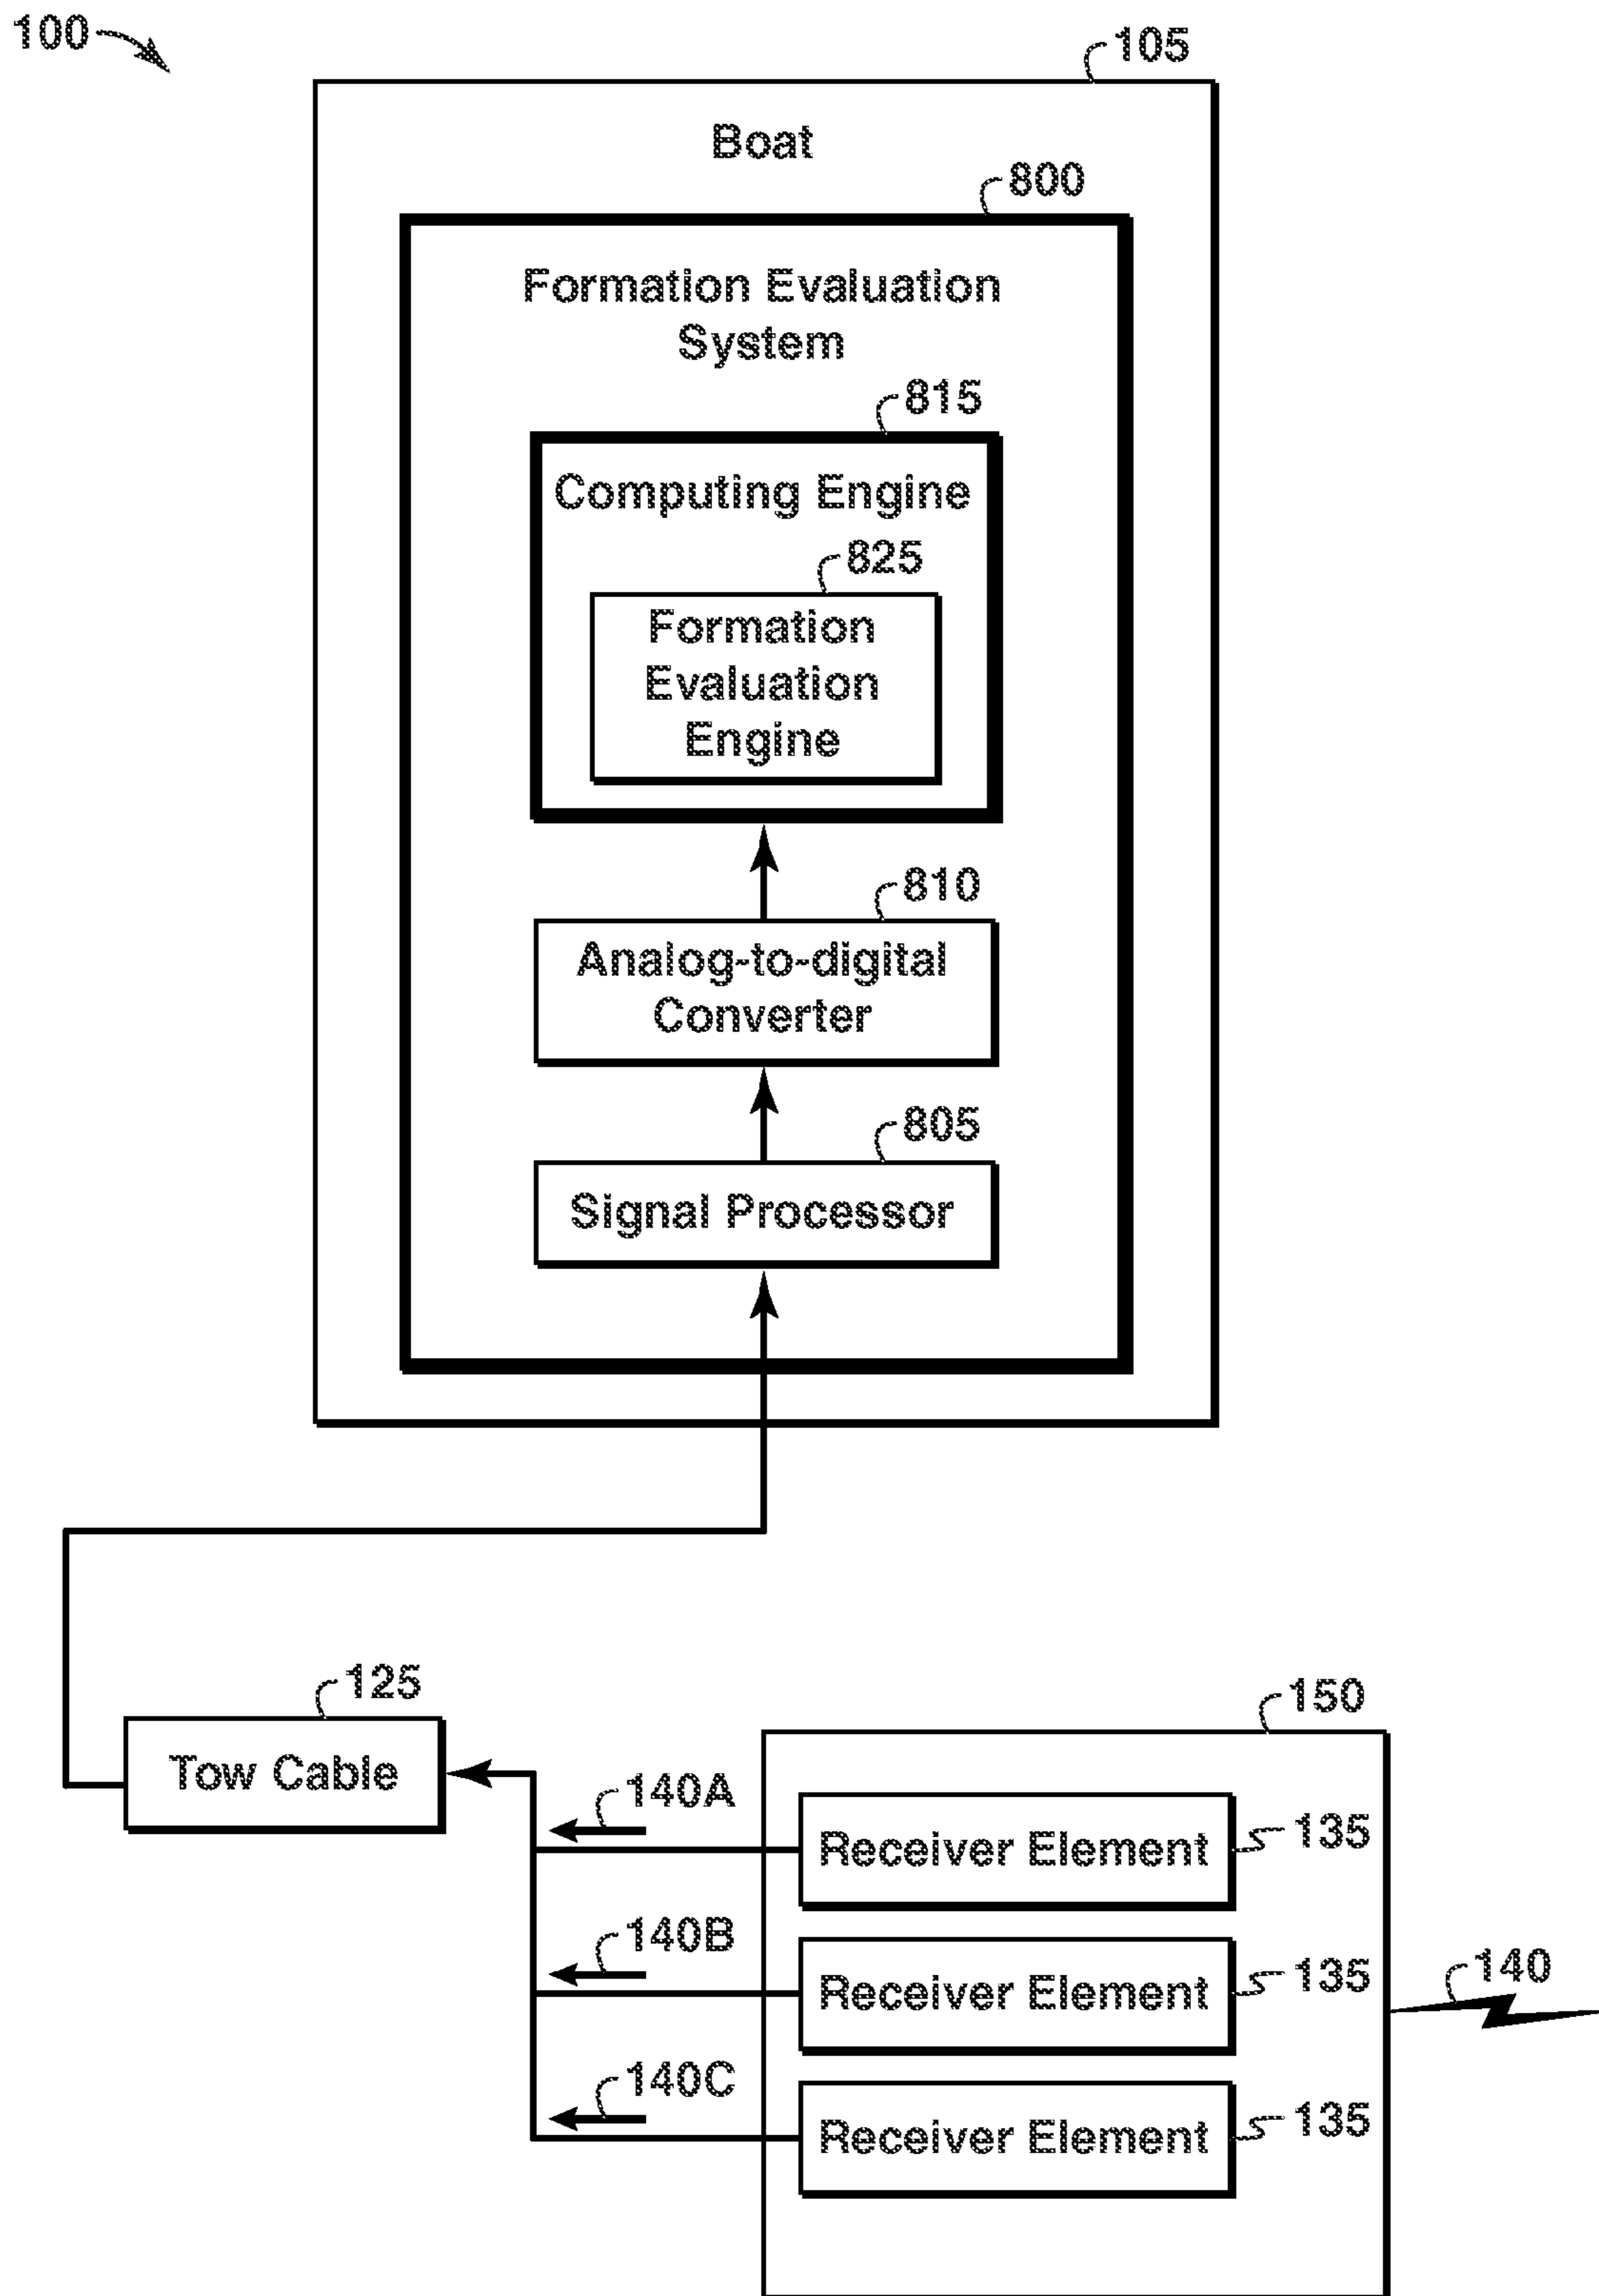 100
105
Boat
800
Formation Evaluation
System
815
Computing Engine
825
Formation
Evaluation
Engine
810
Analog-to-digital
Converter
805
Signal Processor
125
Tow Cable
150
140A
Receiver Element
135
140B
Receiver Element
135
140
140C
Receiver Element
135